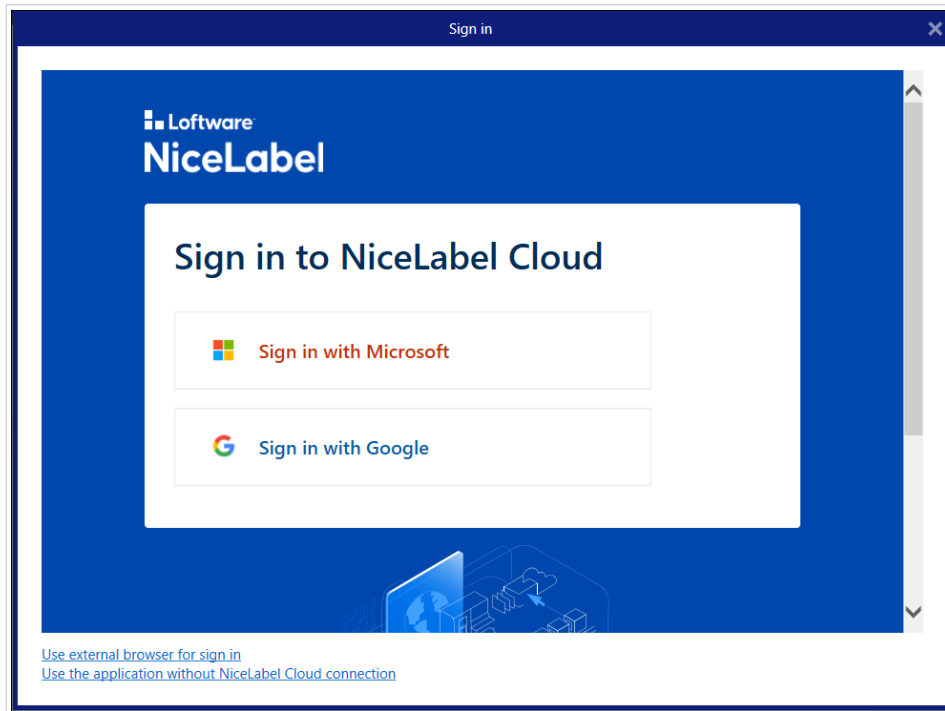 Sign in
Loftware
NiceLabel
Sign in to NiceLabel Cloud
Sign in with Microsoft
Sign in with Google
Use external browser for sign in
Use the application without NiceLabel Cloud connection